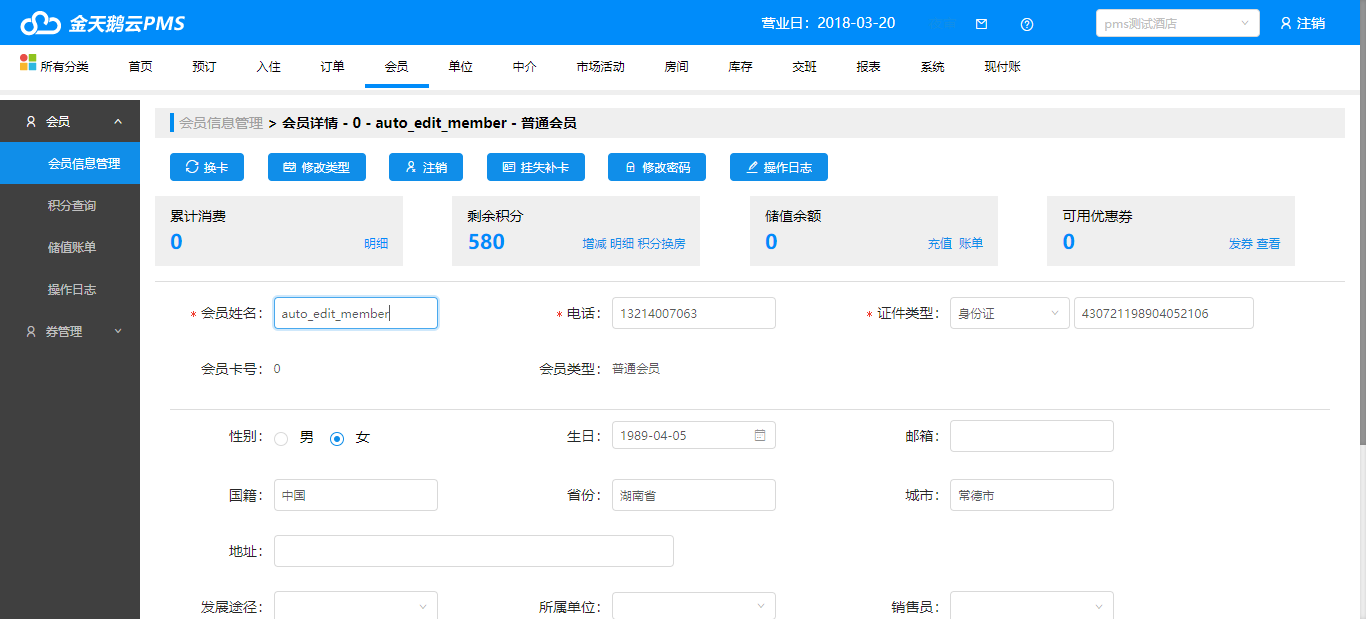 金天鹅云PMS 营业日：2018-03-20 pms测试酒店 注销
所有分类 首页 预订 入住 订单 会员 单位 中介 市场活动 房间 库存 交班 报表 系统 现付账
会员
会员信息管理
积分查询
储值账单
操作日志
券管理
会员信息管理 > 会员详情 - 0 - auto_edit_member - 普通会员
换卡 修改类型 注销 挂失补卡 修改密码 操作日志
累计消费 剩余积分 储值余额 可用优惠券
0 明细 580 增减 明细 积分换房 0 充值 账单 0 发券 查看
* 会员姓名： auto_edit_member * 电话： 13214007063 * 证件类型： 身份证 430721198904052106
会员卡号： 0 会员类型： 普通会员
性别： 男 女 生日： 1989-04-05 邮箱：
国籍： 中国 省份： 湖南省 城市： 常德市
地址：
发展途径： 所属单位： 销售员：